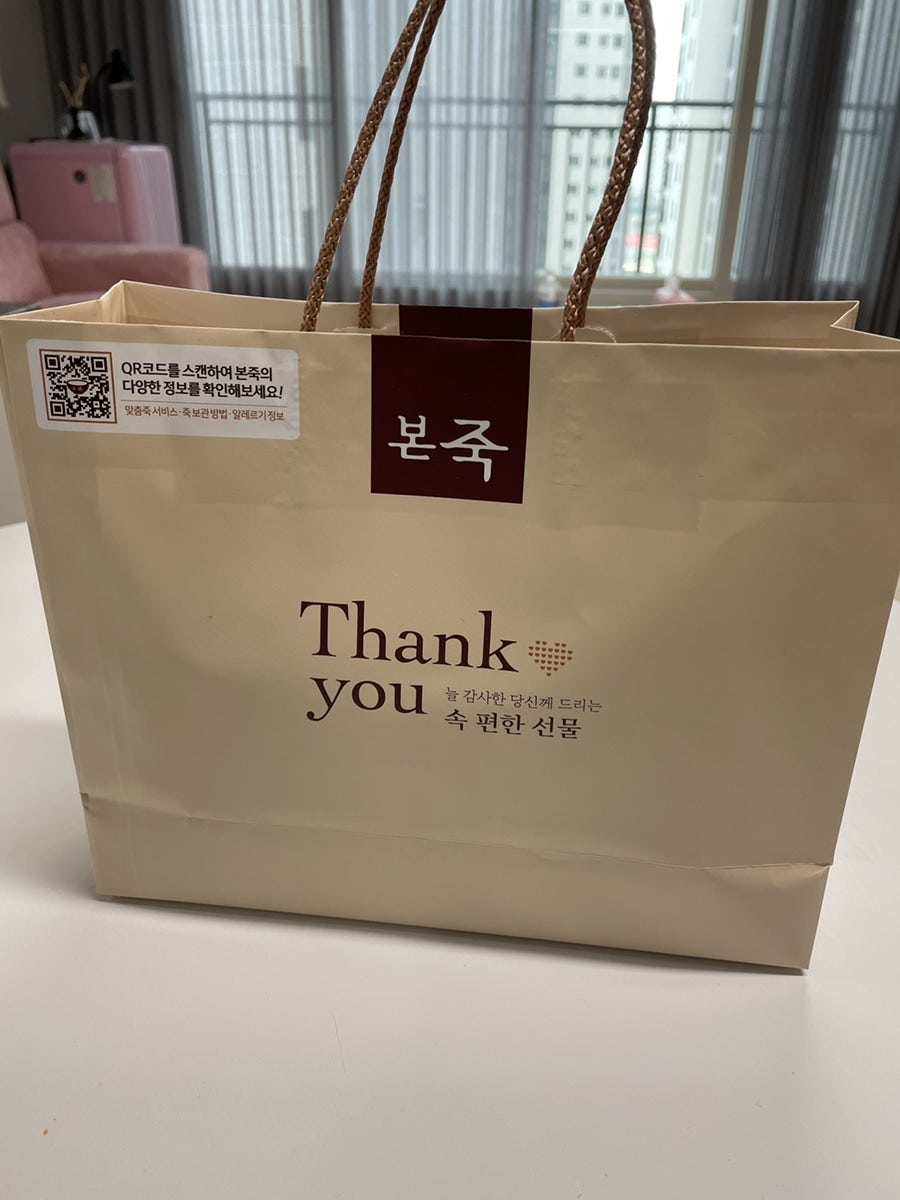 QR코드를 스캔하여 본죽의
다양한 정보를 확인해보세요!
맞춤죽 서비스·죽 보관 방법·알레르기 정보
본죽
Thank
you
늘 감사한 당신께 드리는
속 편한 선물